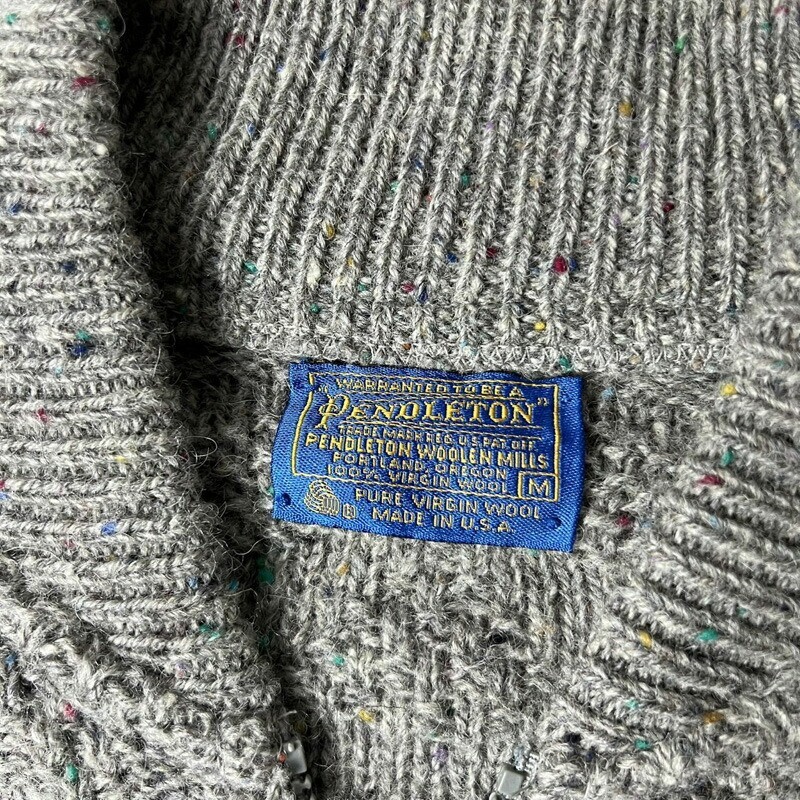 "WARRANTED TO BE A
PENDLETON"
TRADE MARK REG. U.S. PAT. OFF.
PENDLETON WOOLEN MILLS
PORTLAND, OREGON
100% VIRGIN WOOL M
PURE VIRGIN WOOL
® MADE IN U.S.A.